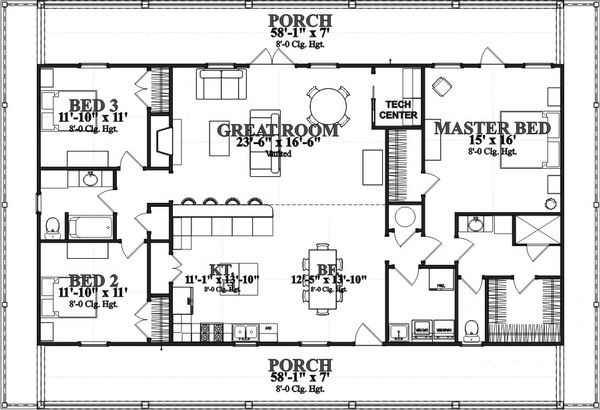 PORCH
58'-1" x 7'
8'-0 Clg. Hgt.
BED 3
11'-10" x 11'
8'-0 Clg. Hgt.
GREAT ROOM
23'-6" x 16'-6"
Vaulted
TECH
CENTER
MASTER BED
15' x 16'
8'-0 Clg. Hgt.
BED 2
11'-10" x 11'
8'-0 Clg. Hgt.
KT.
11'-1" x 13'-10"
8'-0" Clg. Hgt.
BF.
12'-5" x 13'-10"
8'-0" Clg. Hgt.
PORCH
58'-1" x 7'
8'-0 Clg. Hgt.